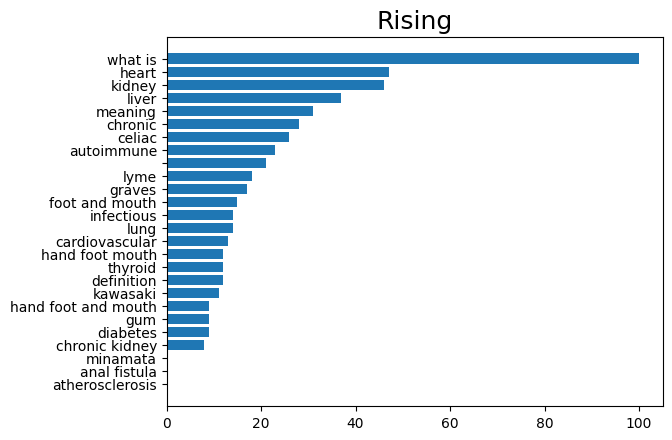 Rising
what is
heart
kidney
liver
meaning
chronic
celiac
autoimmune
lyme
graves
foot and mouth
infectious
lung
cardiovascular
hand foot mouth
thyroid
definition
kawasaki
hand foot and mouth
gum
diabetes
chronic kidney
minamata
anal fistula
atherosclerosis
0 20 40 60 80 100